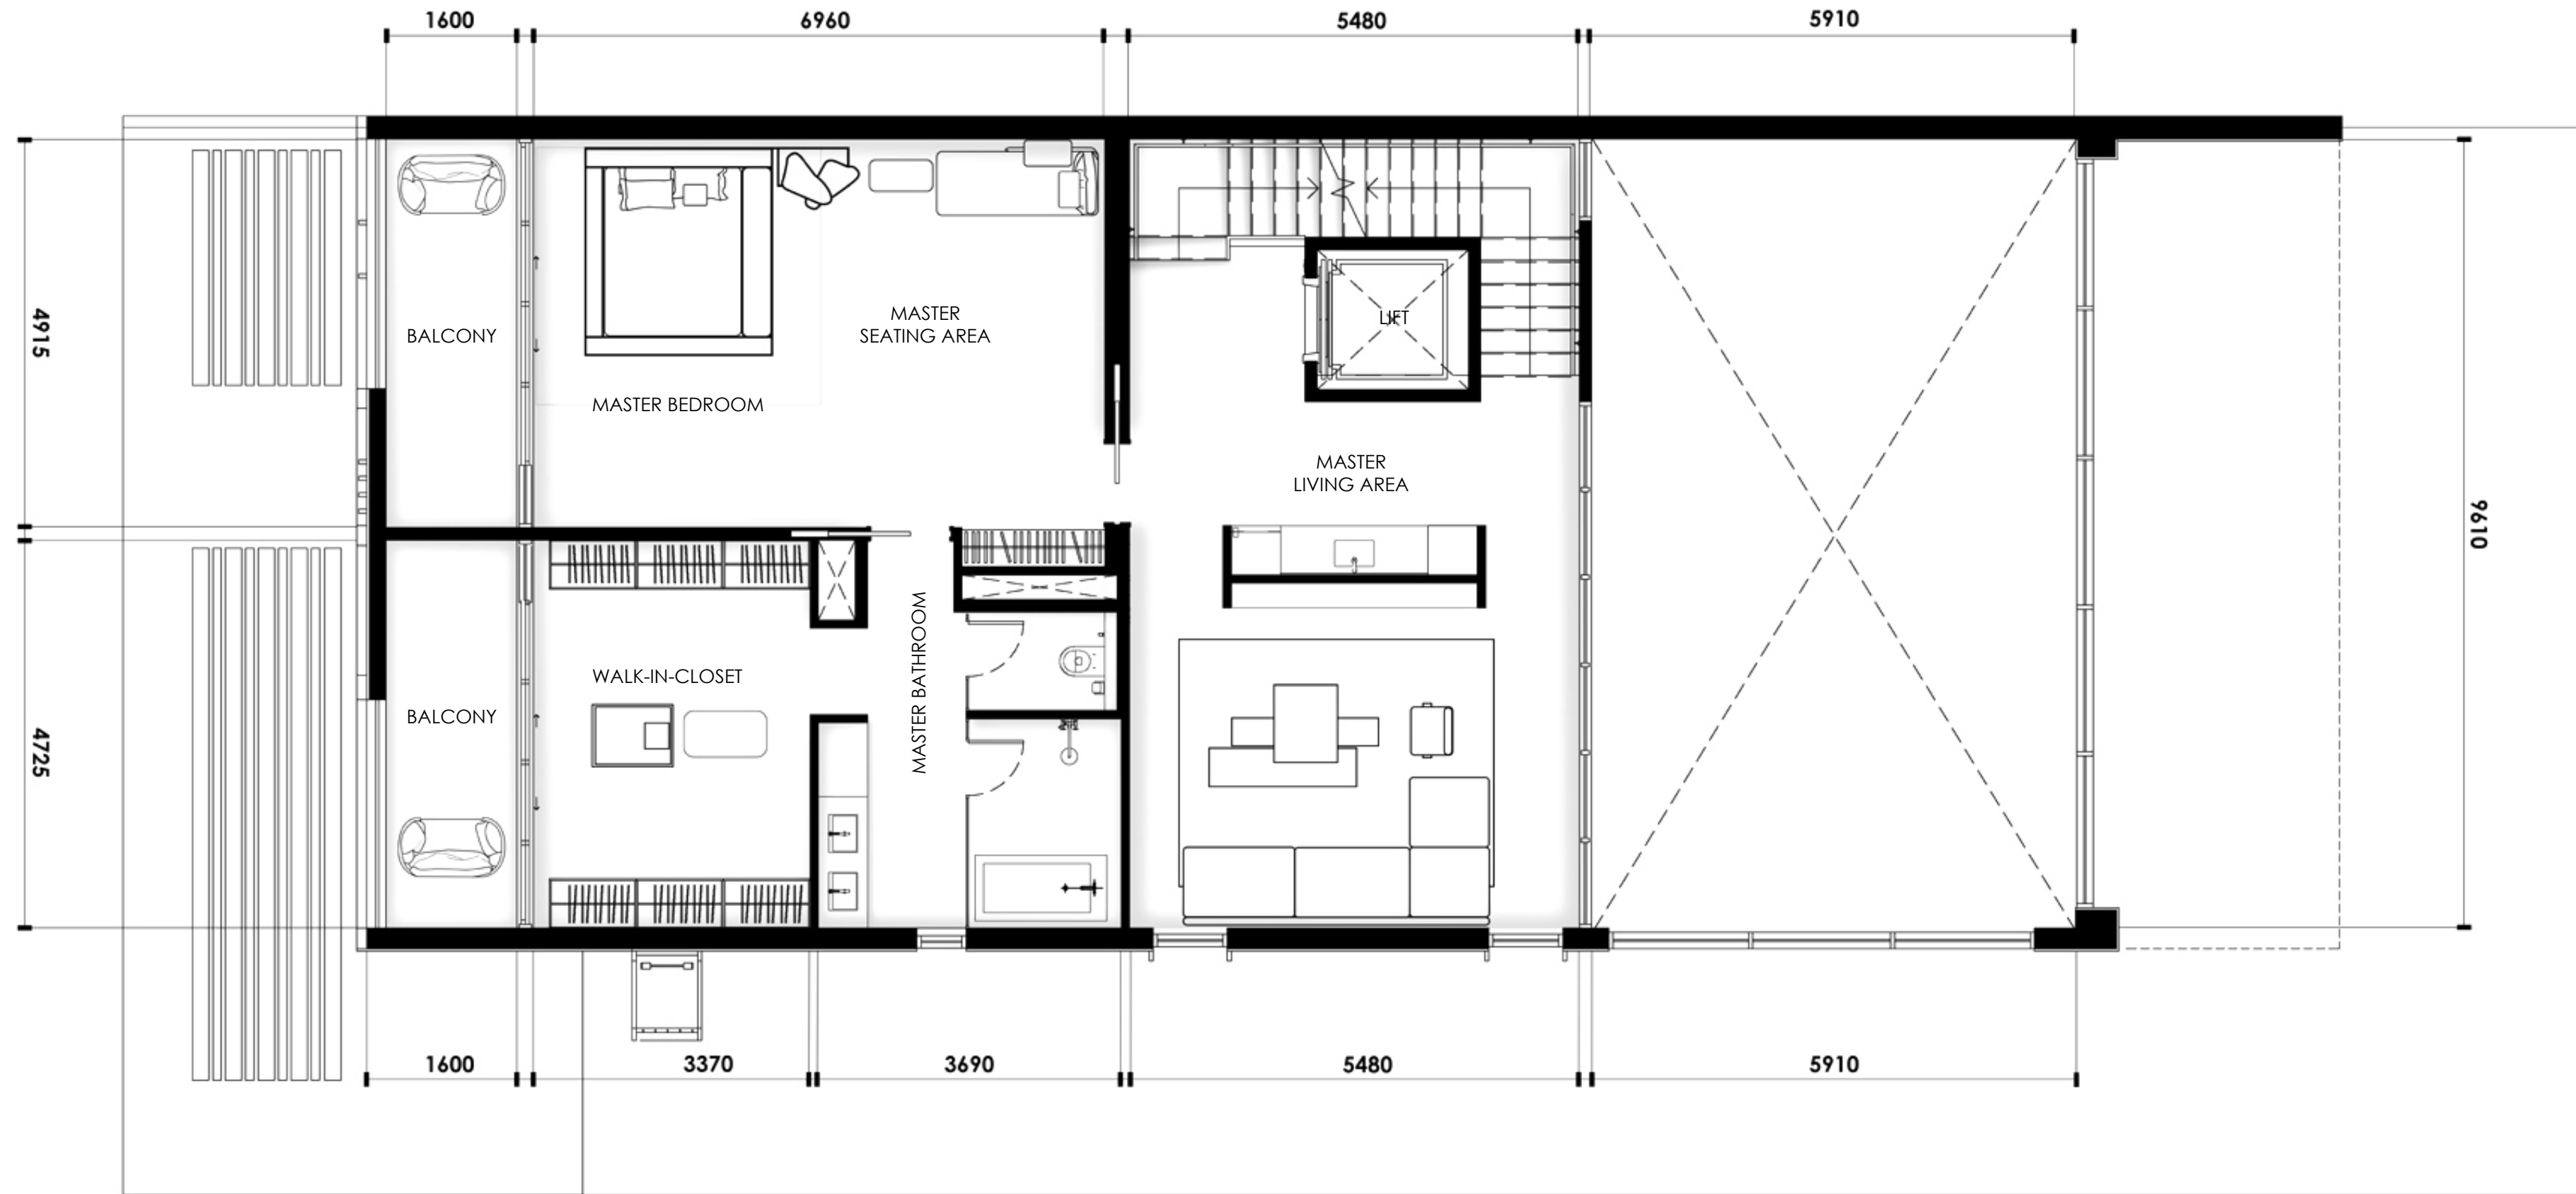 1600
6960
5480
5910
4915
BALCONY
MASTER
SEATING AREA
LIFT
MASTER BEDROOM
MASTER
LIVING AREA
9610
WALK-IN-CLOSET
MASTER BATHROOM
BALCONY
4725
1600
3370
3690
5480
5910